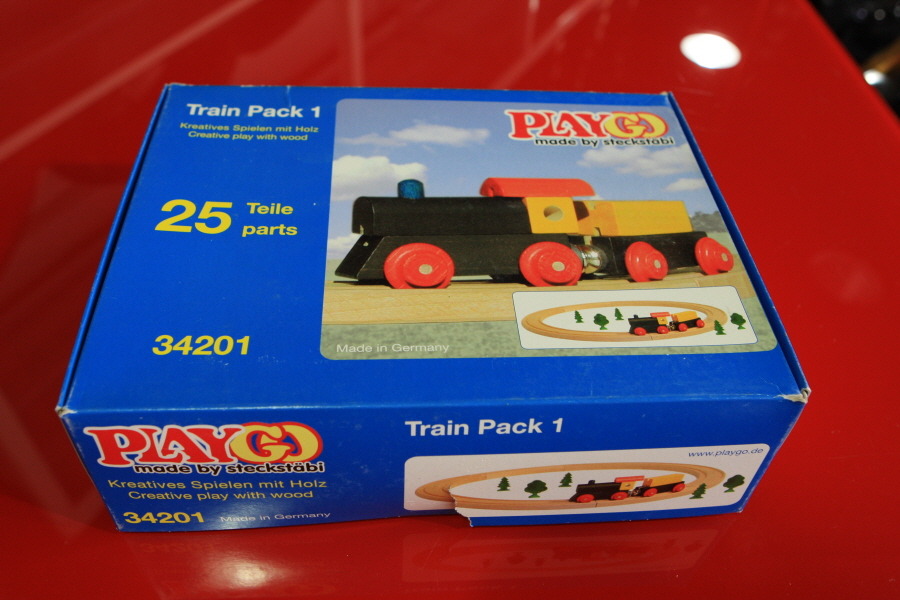 Train Pack 1
Kreatives Spielen mit Holz
Creative play with wood
PLAYGO
made by steckstäbi
25 Teile
parts
34201
Made in Germany
PLAYGO
made by steckstäbi
Kreatives Spielen mit Holz
Creative play with wood
34201 Made in Germany
Train Pack 1
www.playgo.de